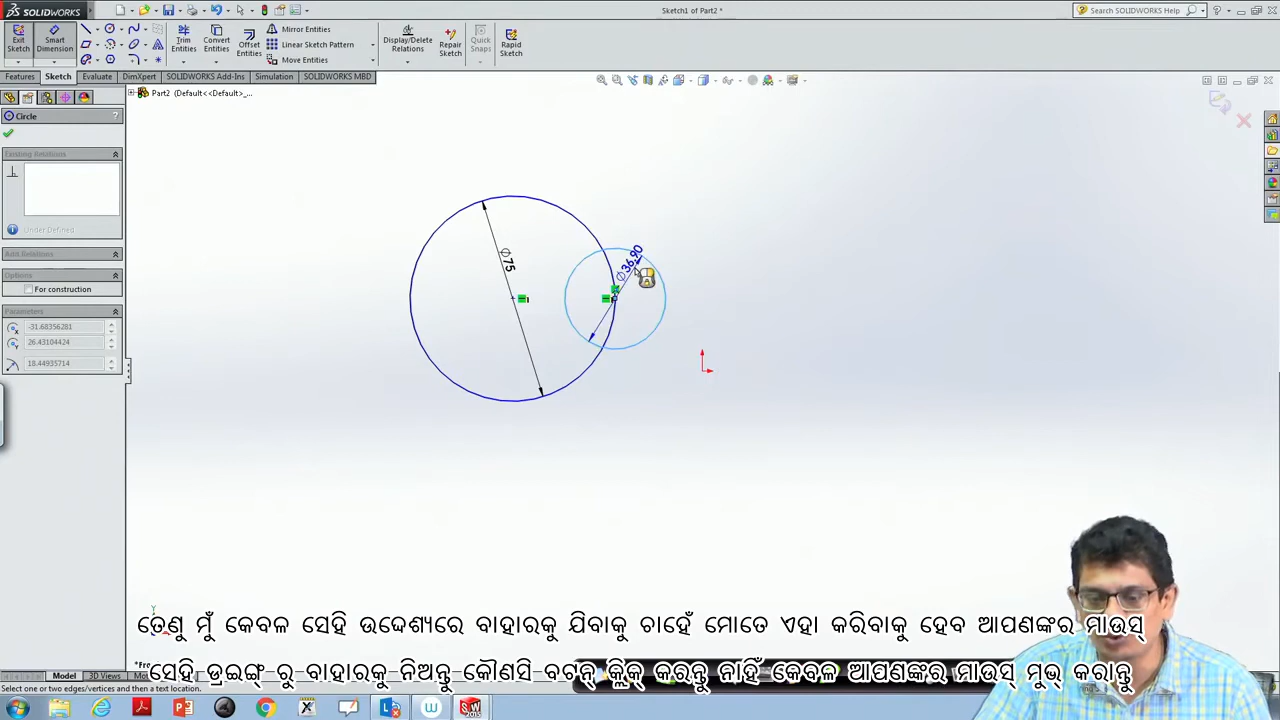 SOLIDWORKS
Sketch1 of Part2 *
Search SOLIDWORKS Help
Exit Sketch
Smart Dimension
Trim Entities
Convert Entities
Offset Entities
Mirror Entities
Linear Sketch Pattern
Move Entities
Display/Delete Relations
Repair Sketch
Quick Snaps
Rapid Sketch
Features Sketch Evaluate DimXpert SOLIDWORKS Add-Ins Simulation SOLIDWORKS MBD
Part2 (Default<<Default>_...
Circle
Existing Relations
Under Defined
Add Relations
Options
For construction
Parameters
-31.68356281
26.43104424
18.44935714
∅75
∅36.90
ତେଣୁ ମୁଁ କେବଳ ସେହି ଉଦ୍ଦେଶ୍ୟରେ ବାହାରକୁ ଯିବାକୁ ଚାହେଁ ମୋତେ ଏହା କରିବାକୁ ହେବ ଆପଣଙ୍କର ମାଉସ୍
ସେହି ଡ୍ରଇଙ୍ଗ୍ ରୁ ବାହାରକୁ ନିଅନ୍ତୁ କୌଣସି ବଟନ୍ କ୍ଲିକ୍ କରନ୍ତୁ ନାହିଁ କେବଳ ଆପଣଙ୍କର ମାଉସ୍ ମୁଭ୍ କରାନ୍ତୁ
Model 3D Views
Select one or two edges/vertices and then a text location.